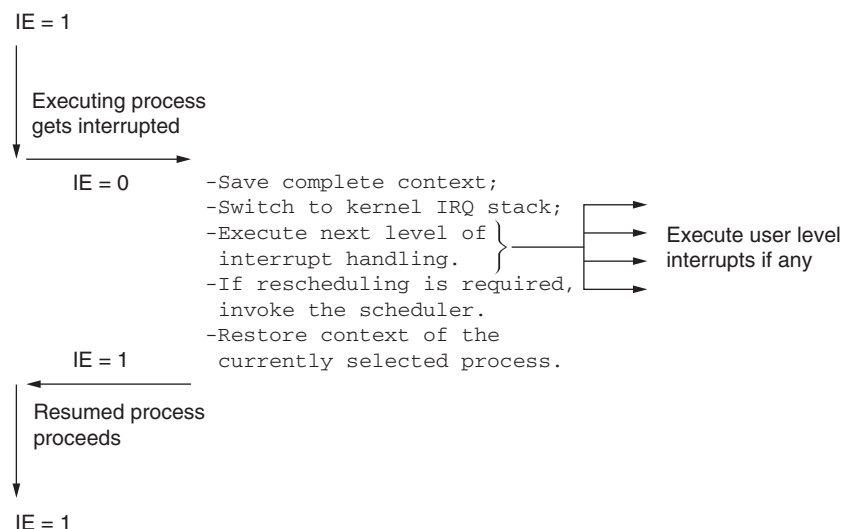 IE = 1
Executing process
gets interrupted
IE = 0
-Save complete context;
-Switch to kernel IRQ stack;
-Execute next level of
interrupt handling.
Execute user level
interrupts if any
-If rescheduling is required,
invoke the scheduler.
-Restore context of the
currently selected process.
IE = 1
Resumed process
proceeds
IE = 1